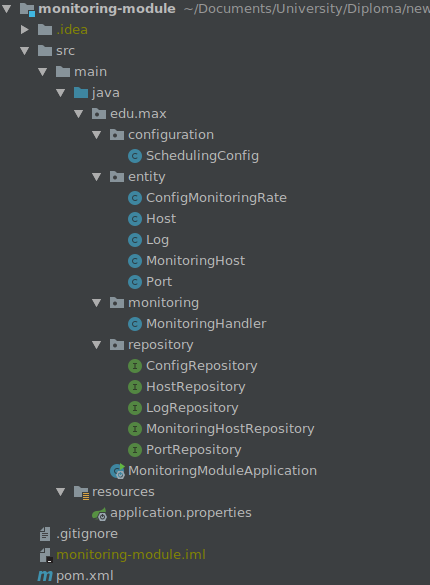 monitoring-module ~/Documents/University/Diploma/new
.idea
src
main
java
edu.max
configuration
SchedulingConfig
entity
ConfigMonitoringRate
Host
Log
MonitoringHost
Port
monitoring
MonitoringHandler
repository
ConfigRepository
HostRepository
LogRepository
MonitoringHostRepository
PortRepository
MonitoringModuleApplication
resources
application.properties
.gitignore
monitoring-module.iml
pom.xml